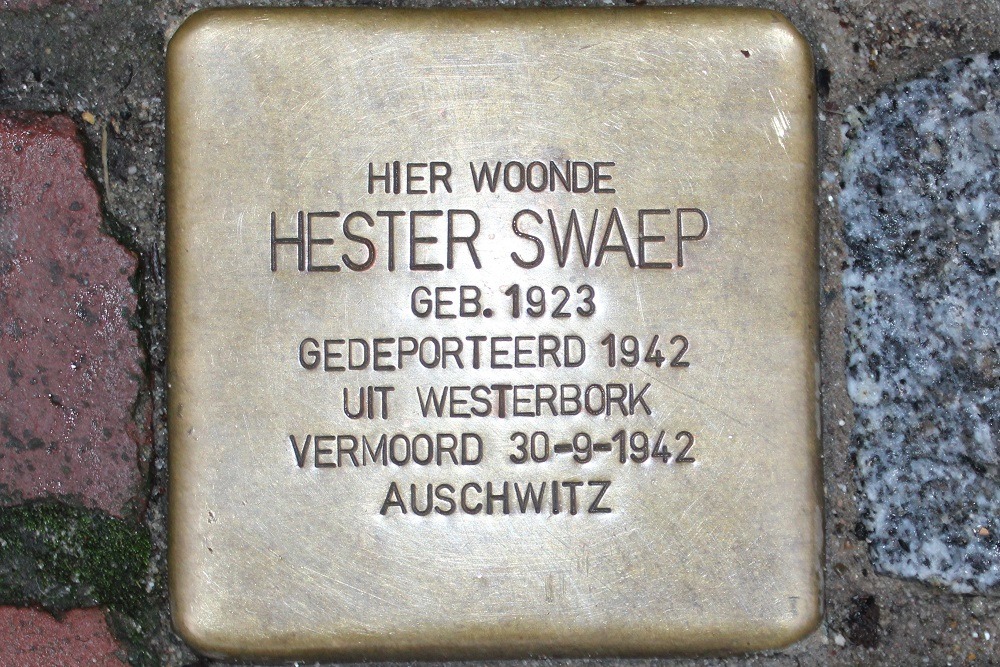 HIER WOONDE
HESTER SWAEP
GEB. 1923
GEDEPORTEERD 1942
UIT WESTERBORK
VERMOORD 30-9-1942
AUSCHWITZ